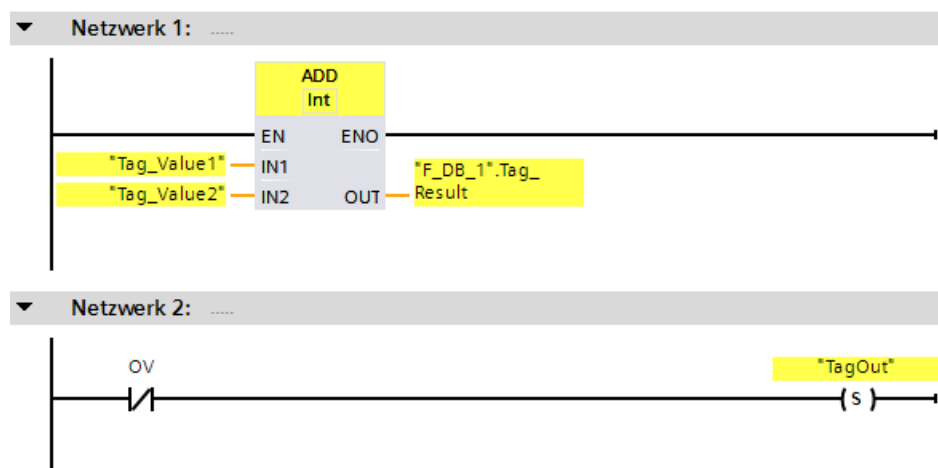 Netzwerk 1: .....
ADD
Int
EN ENO
"Tag_Value1" IN1 "F_DB_1".Tag_
"Tag_Value2" IN2 OUT Result
Netzwerk 2: .....
OV "TagOut"
S